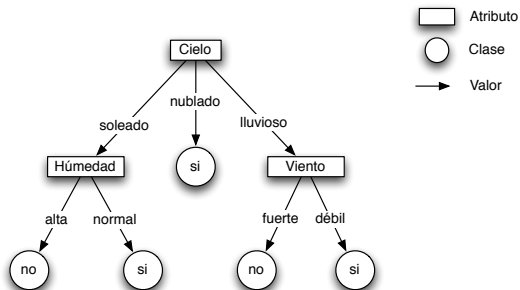 Atributo
Clase
Valor
Cielo
soleado
nublado
lluvioso
Húmedad
si
Viento
alta
normal
fuerte
débil
no
si
no
si